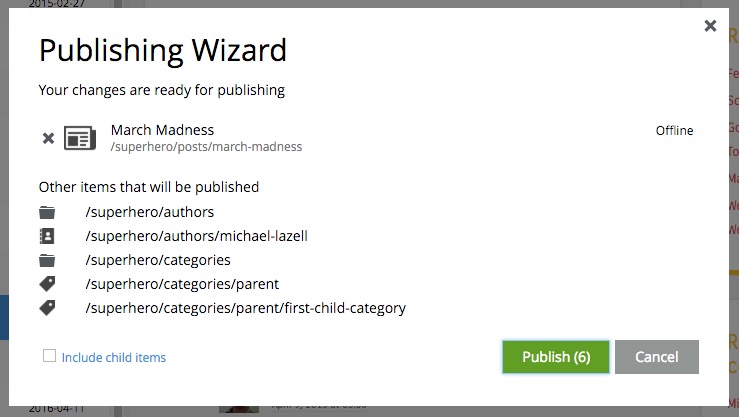 2015-02-27
Publishing Wizard
Your changes are ready for publishing
March Madness
Offline
/superhero/posts/march-madness
Other items that will be published
/superhero/authors
/superhero/authors/michael-lazell
/superhero/categories
/superhero/categories/parent
/superhero/categories/parent/first-child-category
Include child items
Publish (6)
Cancel
2016-04-11